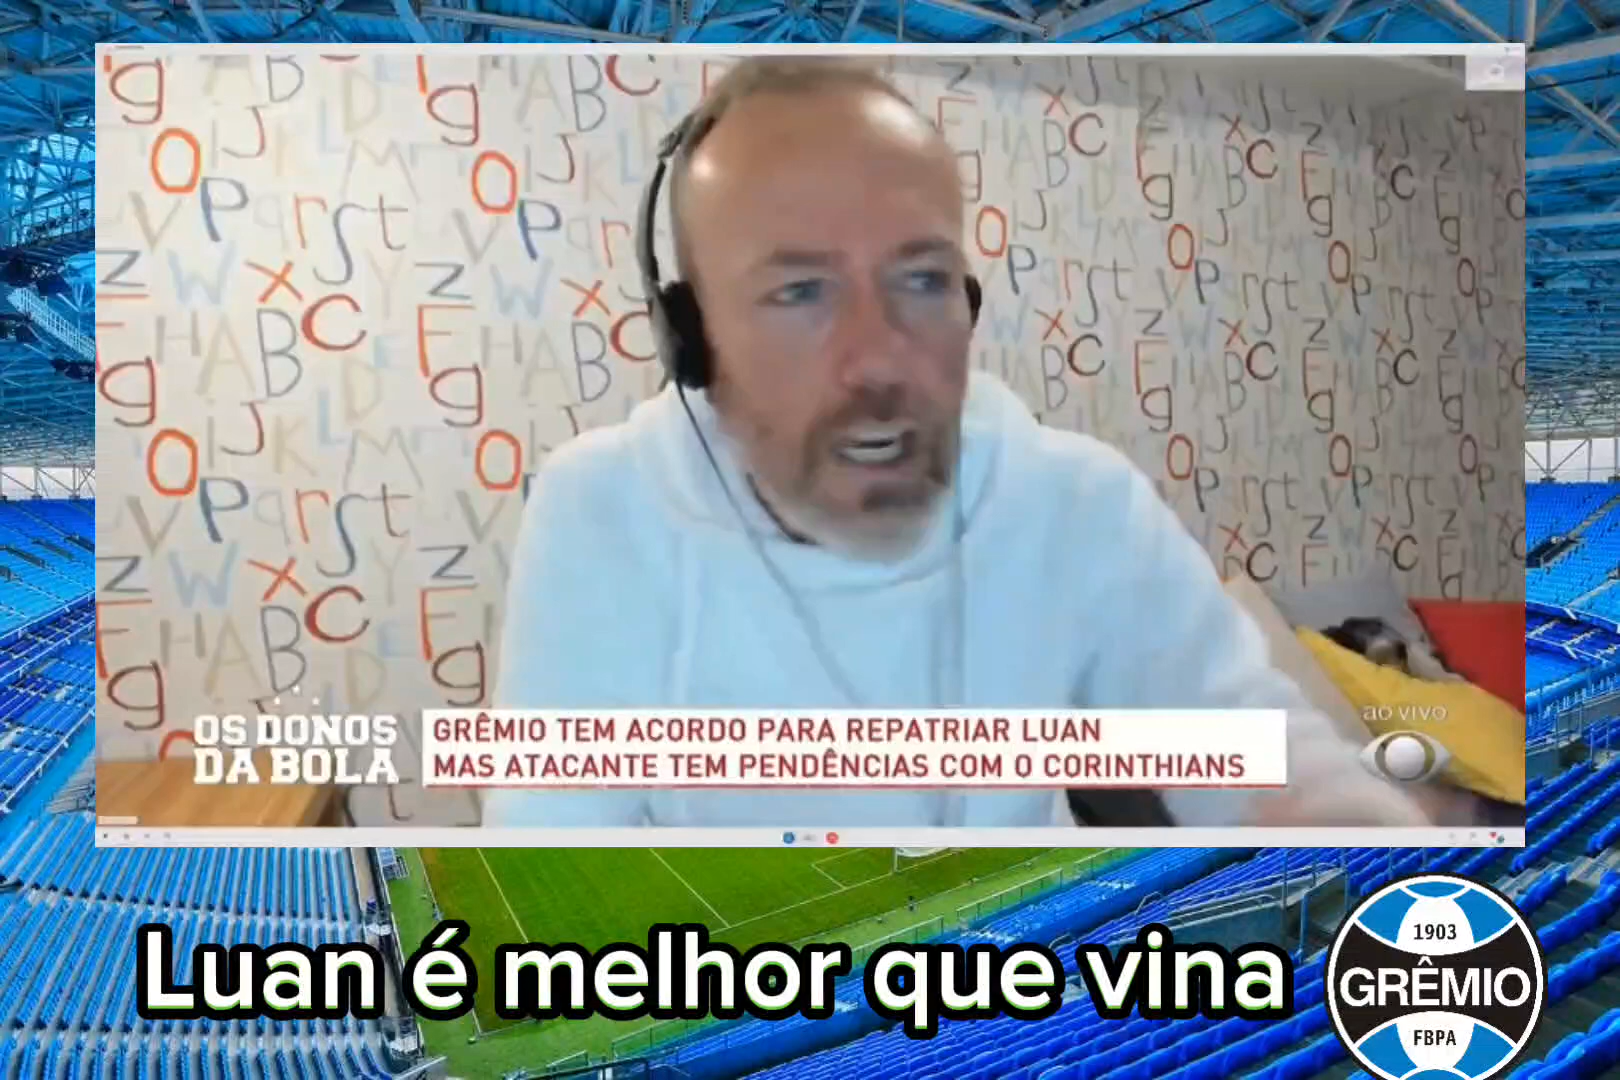 OS DONOS
DA BOLA
GRÊMIO TEM ACORDO PARA REPATRIAR LUAN
MAS ATACANTE TEM PENDÊNCIAS COM O CORINTHIANS
ao vivo
Luan é melhor que vina
1903
GRÊMIO
FBPA